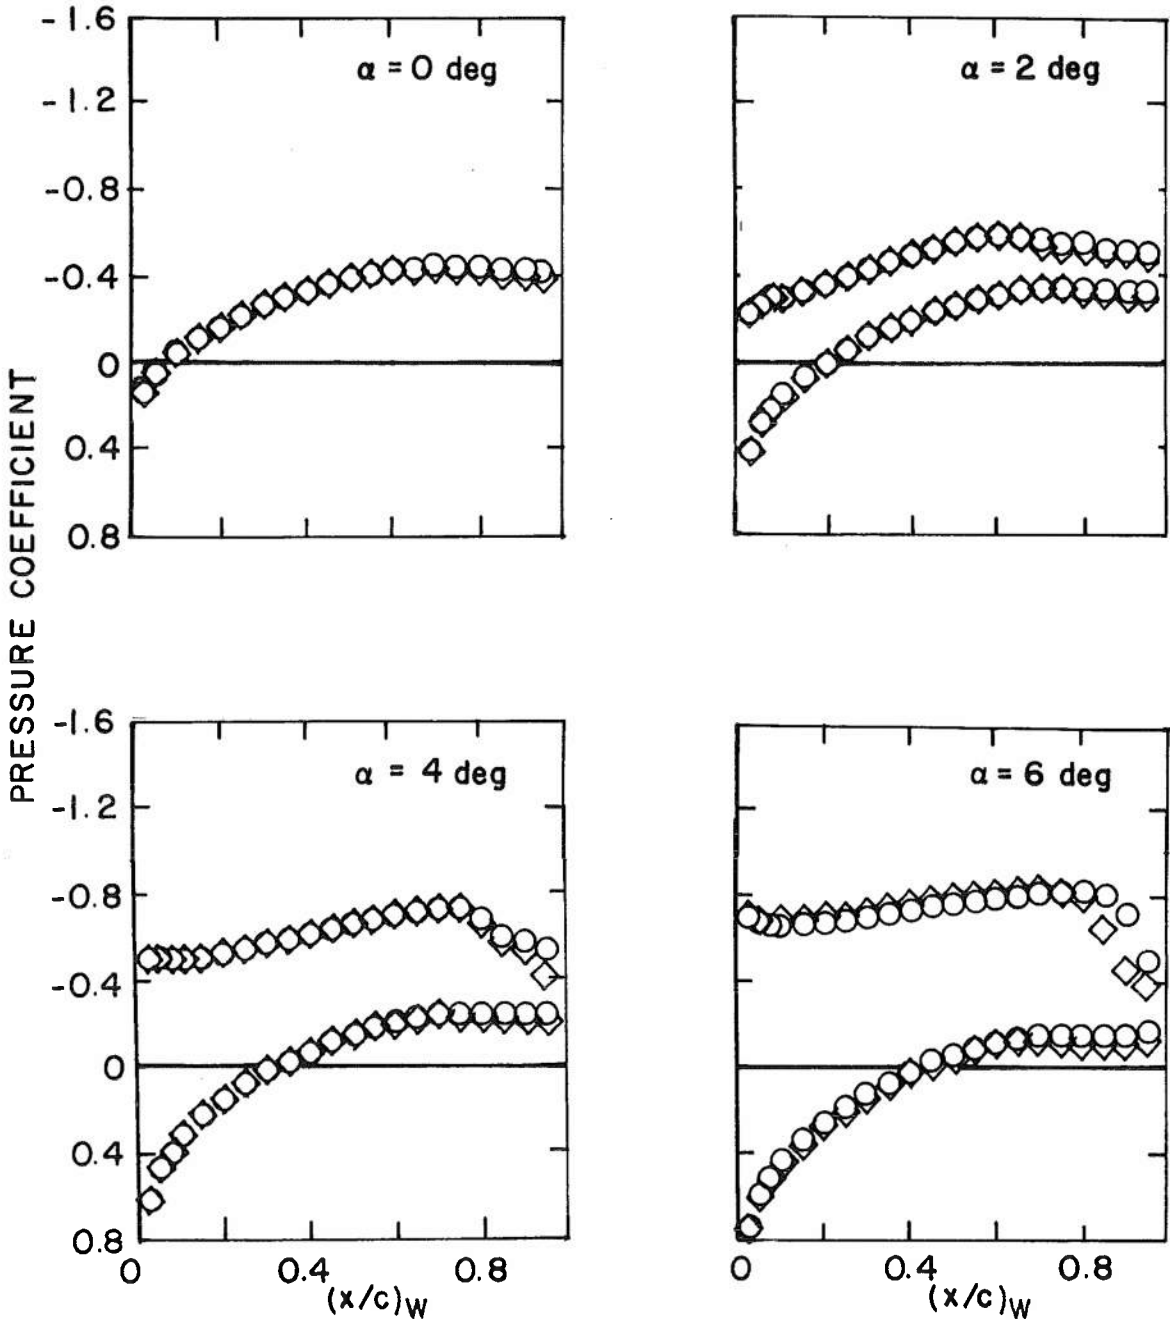 PRESSURE COEFFICIENT
-1.6
-1.2
-0.8
-0.4
0
0.4
0.8
α = 0 deg
α = 2 deg
-1.6
-1.2
-0.8
-0.4
0
0.4
0.8
α = 4 deg
α = 6 deg
0 0.4 0.8
(x/c)W
0 0.4 0.8
(x/c)W